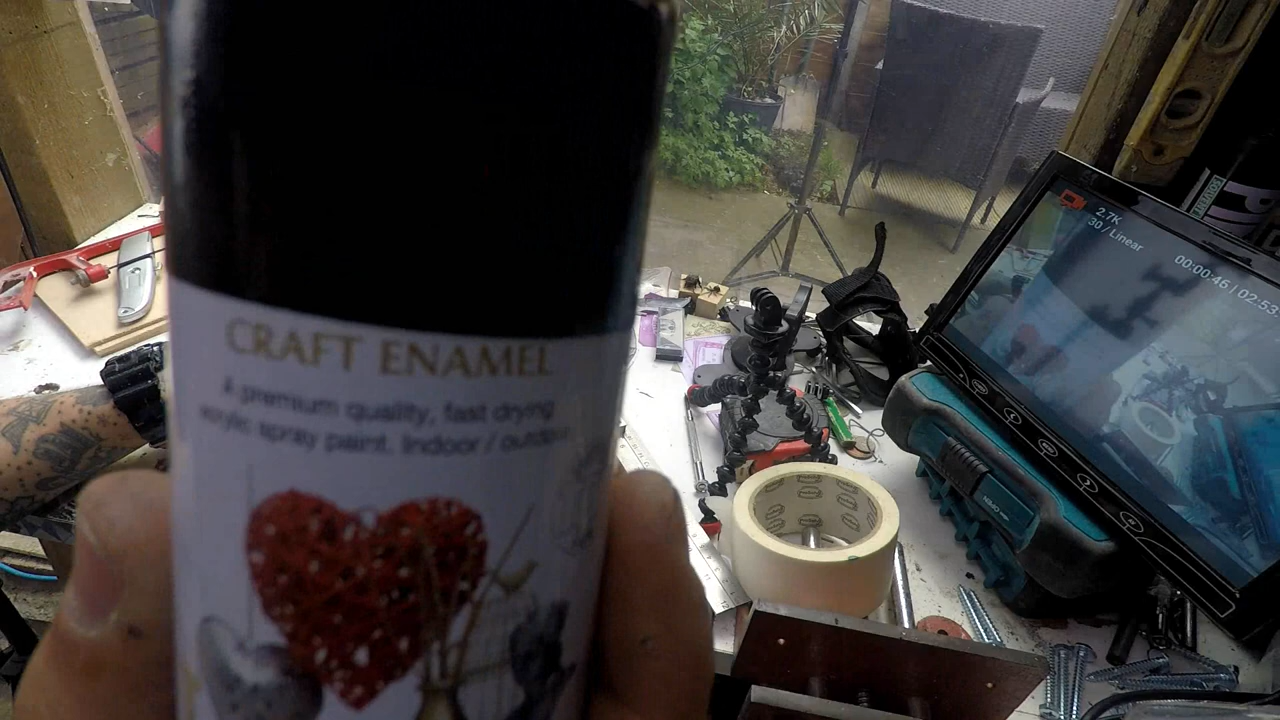 CRAFT ENAMEL
A premium quality, fast drying
acrylic spray paint. Indoor / outdoor
2.7K
30 / Linear
00:00:46 | 02:53
OPEN